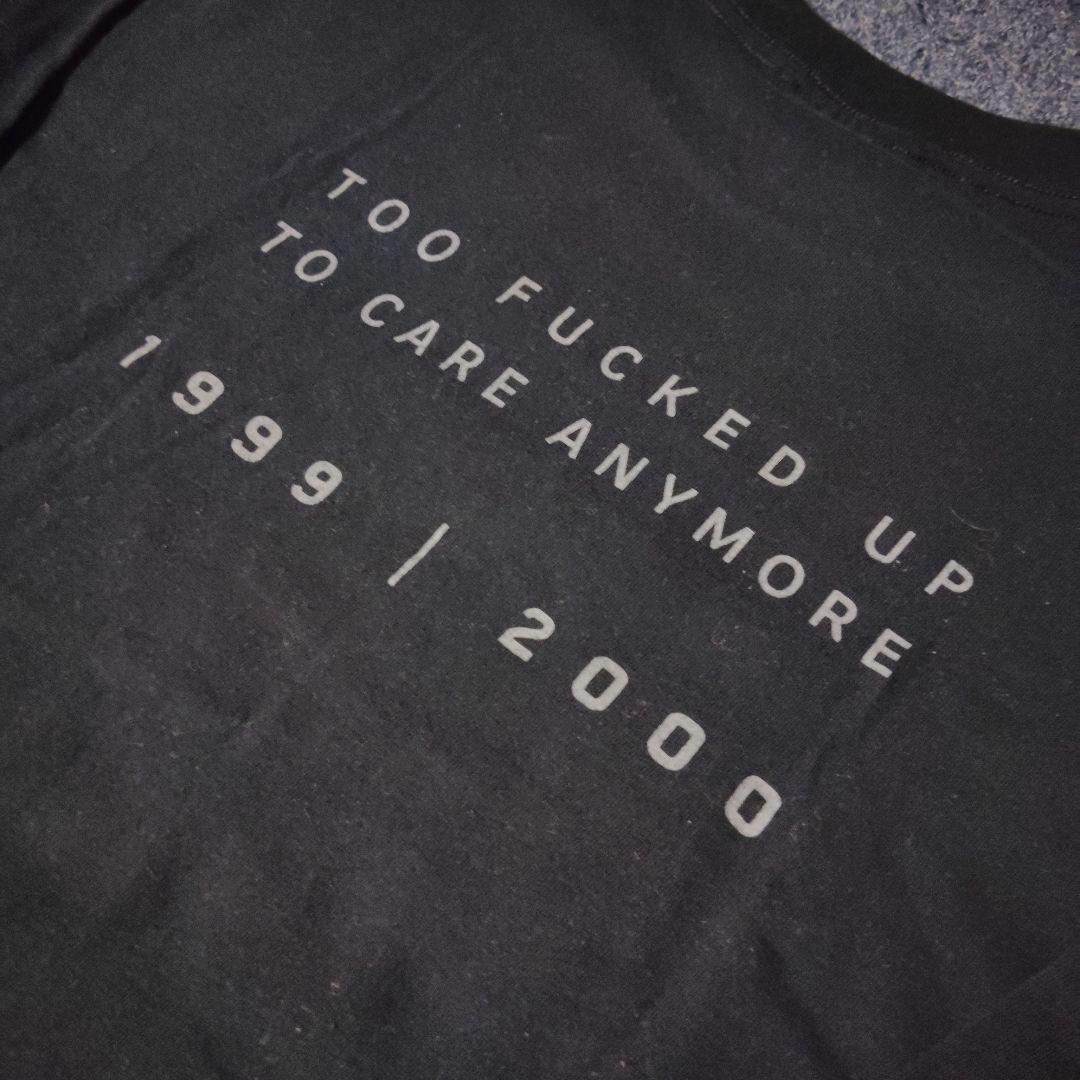 TOO FUCKED UP
TO CARE ANYMORE
1999 / 2000